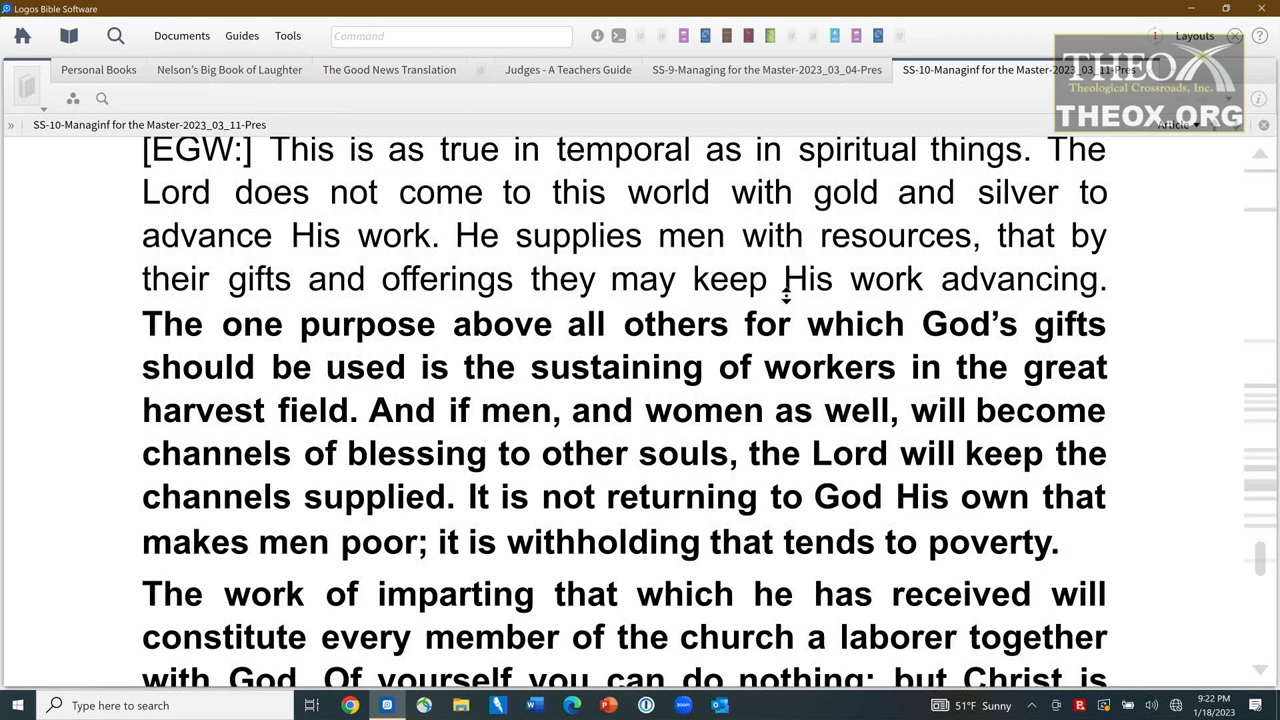 Logos Bible Software
Documents Guides Tools Command Layouts
Personal Books Nelson's Big Book of Laughter The Ga Judges - A Teachers Guide SS-9-Managing for the Master-2023_03_04-Pres SS-10-Managinf for the Master-2023_03_11-Pres
THEOX
Theological Crossroads, Inc.
THEOX.ORG
SS-10-Managinf for the Master-2023_03_11-Pres Article
[EGW:] This is as true in temporal as in spiritual things. The
Lord does not come to this world with gold and silver to
advance His work. He supplies men with resources, that by
their gifts and offerings they may keep His work advancing.
The one purpose above all others for which God's gifts
should be used is the sustaining of workers in the great
harvest field. And if men, and women as well, will become
channels of blessing to other souls, the Lord will keep the
channels supplied. It is not returning to God His own that
makes men poor; it is withholding that tends to poverty.
The work of imparting that which he has received will
constitute every member of the church a laborer together
with God. Of yourself you can do nothing; but Christ is
Type here to search 51°F Sunny 9:22 PM
1/18/2023